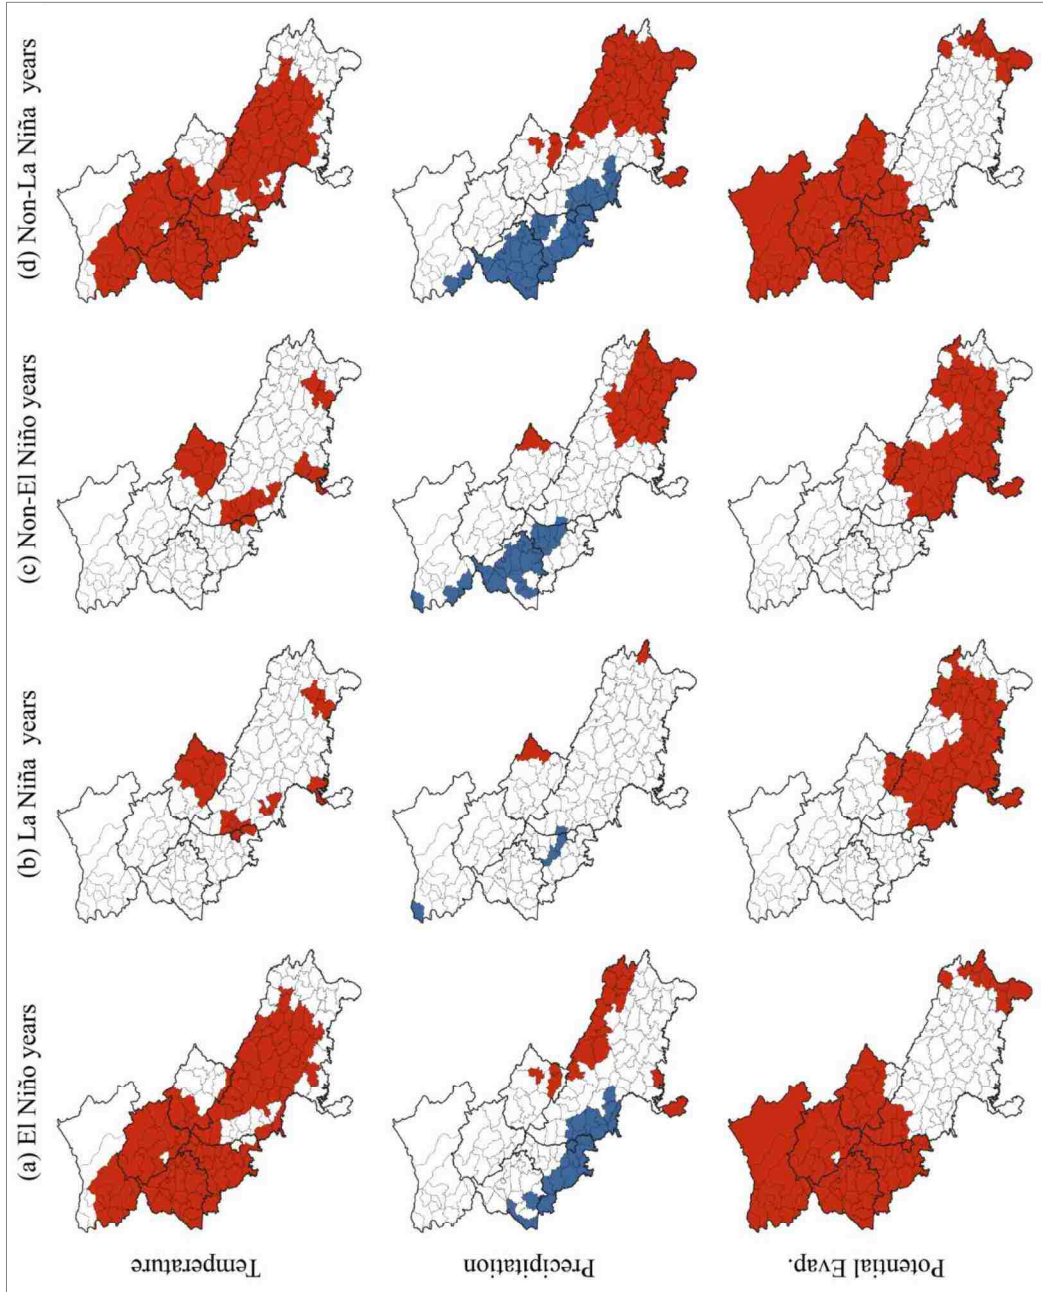 (a) El Niño years
(b) La Niña years
(c) Non-El Niño years
(d) Non-La Niña years
Temperature
Precipitation
Potential Evap.